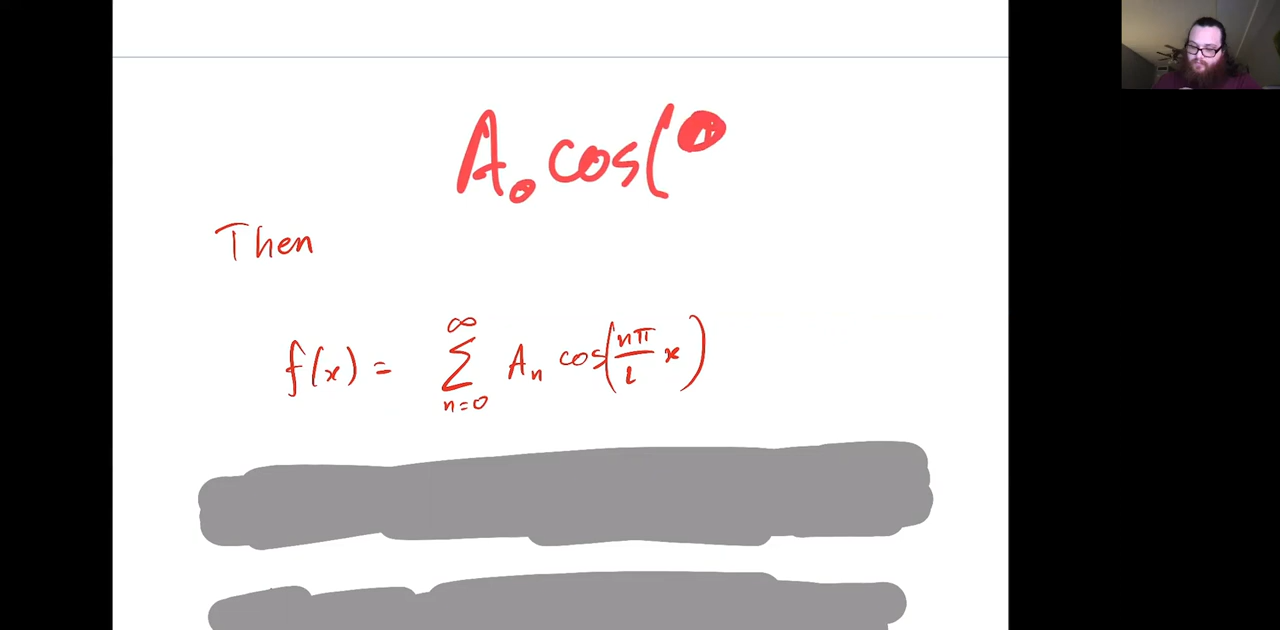 A₀ cos(0
Then
f(x) = ∑_{n=0}^{∞} Aₙ cos(nπ/l x)